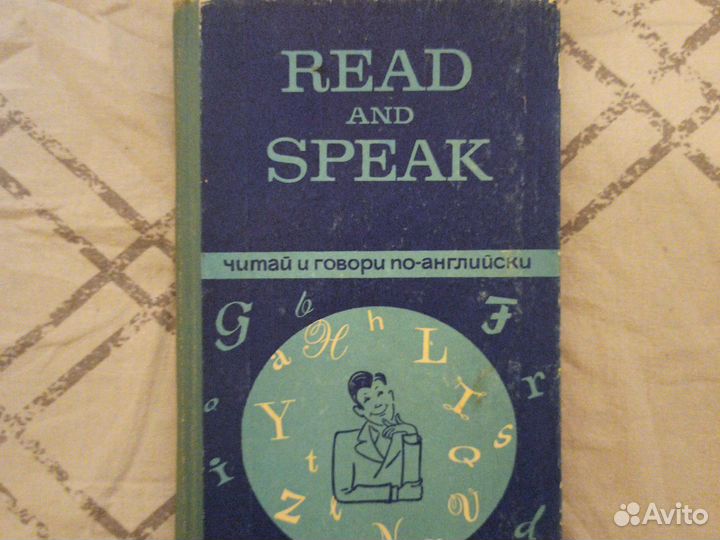 READ
AND
SPEAK
читай и говори по-английски
G b F
a H h L
o Y I r
i t Q s
Z t N N d
Avito